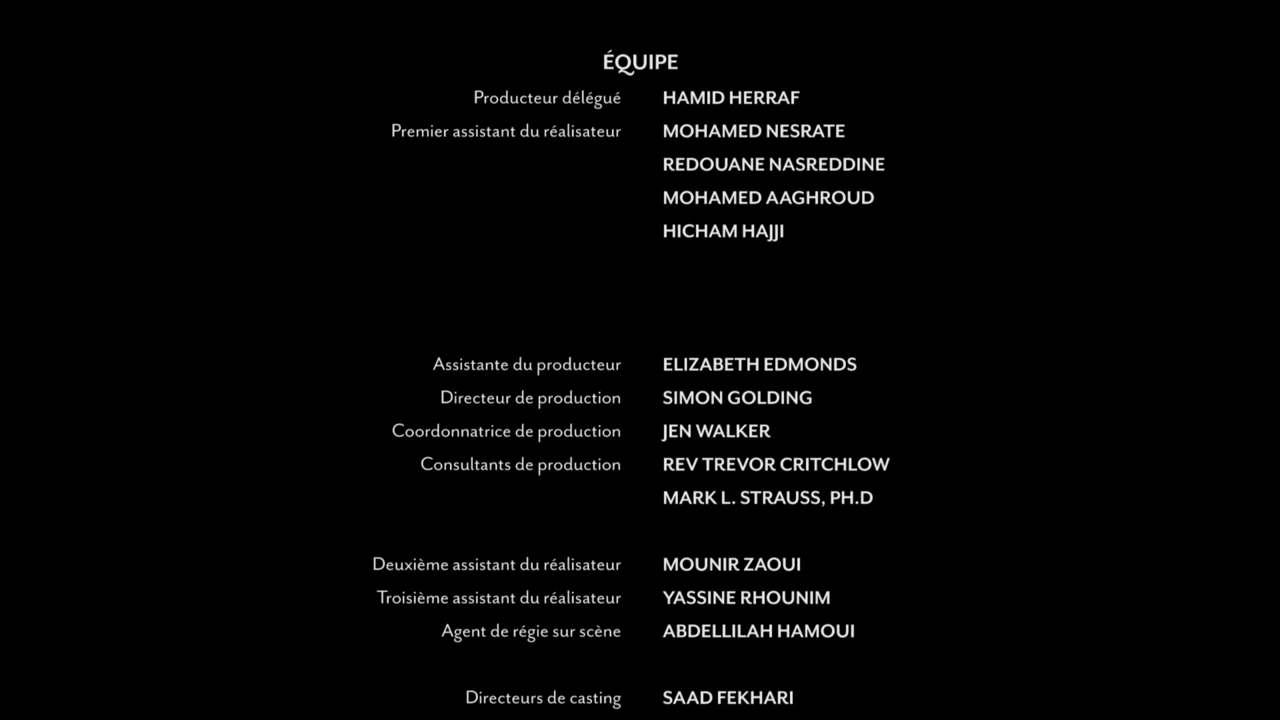 ÉQUIPE
Producteur délégué HAMID HERRAF
Premier assistant du réalisateur MOHAMED NESRATE
REDOUANE NASREDDINE
MOHAMED AAGHROUD
HICHAM HAJJI
Assistante du producteur ELIZABETH EDMONDS
Directeur de production SIMON GOLDING
Coordonnatrice de production JEN WALKER
Consultants de production REV TREVOR CRITCHLOW
MARK L. STRAUSS, PH.D
Deuxième assistant du réalisateur MOUNIR ZAOUI
Troisième assistant du réalisateur YASSINE RHOUNIM
Agent de régie sur scène ABDELLILAH HAMOUI
Directeurs de casting SAAD FEKHARI